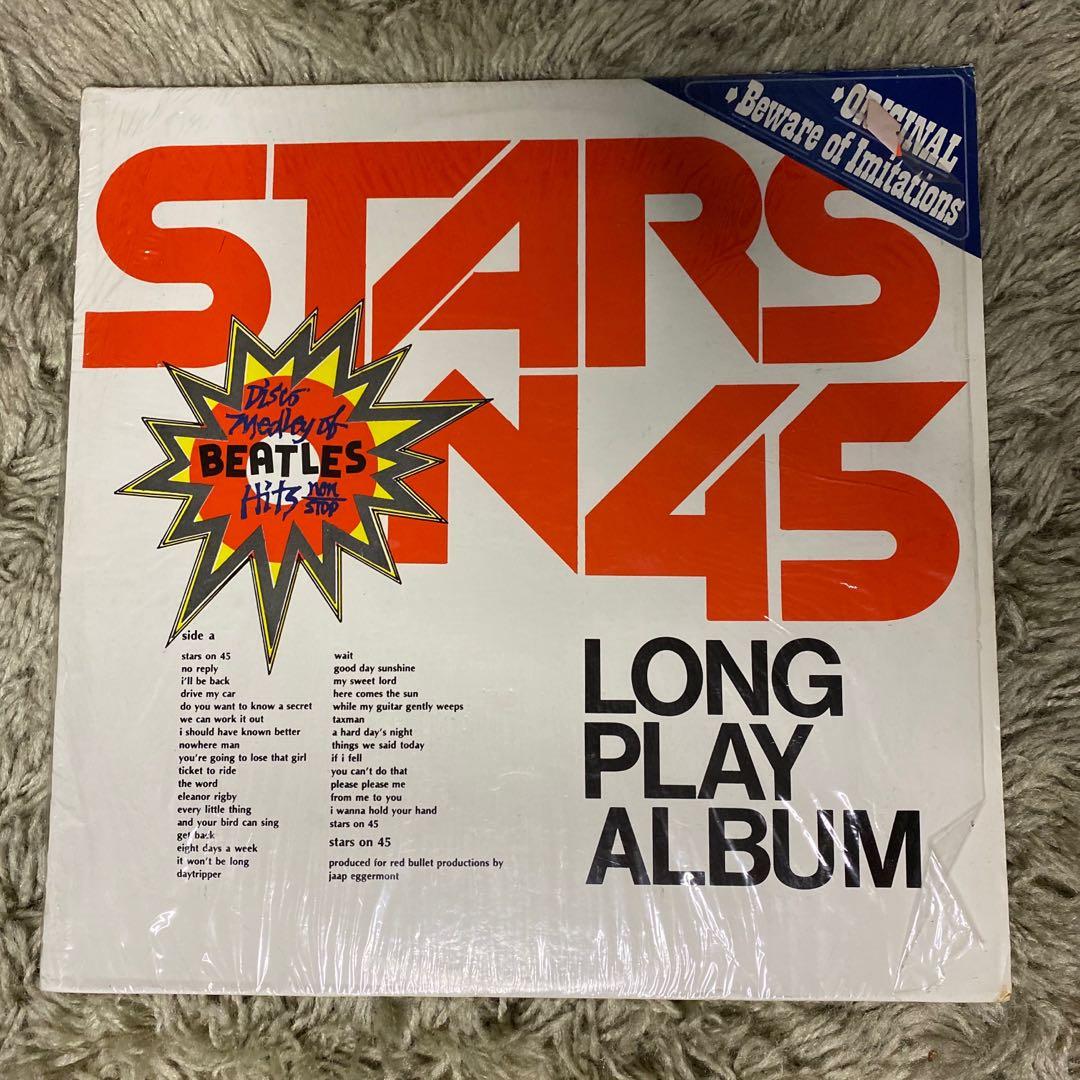 ORIGINAL
Beware of Imitations
STARS
ON 45
Disco
medley of
BEATLES
Hits non
STOP
side a
stars on 45
no reply
i'll be back
drive my car
do you want to know a secret
we can work it out
i should have known better
nowhere man
you're going to lose that girl
ticket to ride
the word
eleanor rigby
every little thing
and your bird can sing
get back
eight days a week
it won't be long
daytripper
wait
good day sunshine
my sweet lord
here comes the sun
while my guitar gently weeps
taxman
a hard day's night
things we said today
if i fell
you can't do that
please please me
from me to you
i wanna hold your hand
stars on 45
stars on 45
produced for red bullet productions by
jaap eggermont
LONG
PLAY
ALBUM